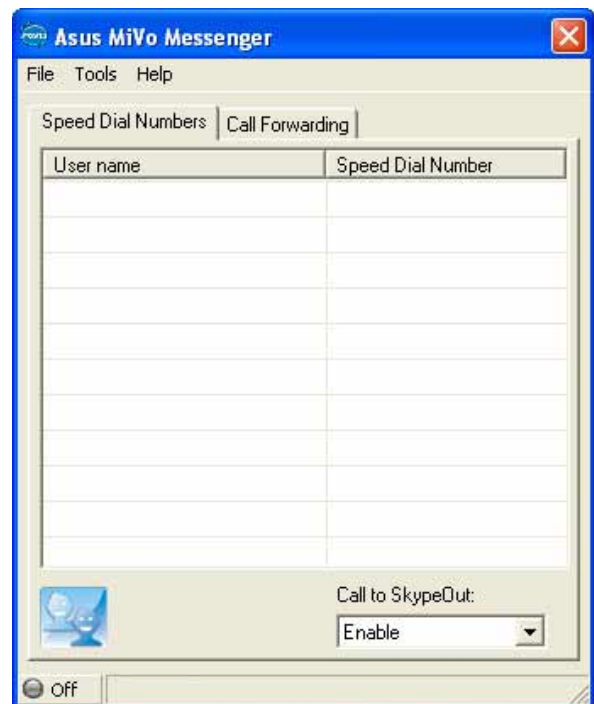 Asus MiVo Messenger
File Tools Help
Speed Dial Numbers Call Forwarding
User name Speed Dial Number
Call to SkypeOut:
Enable
Off